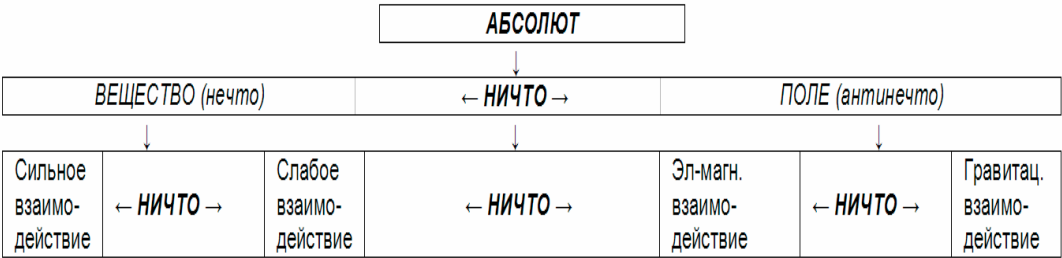 АБСОЛЮТ
ВЕЩЕСТВО (нечто) ← НИЧТО → ПОЛЕ (антинечто)
Сильное взаимо- действие ← НИЧТО → Слабое взаимо- действие ← НИЧТО → Эл-магн. взаимо- действие ← НИЧТО → Гравитац. взаимо- действие